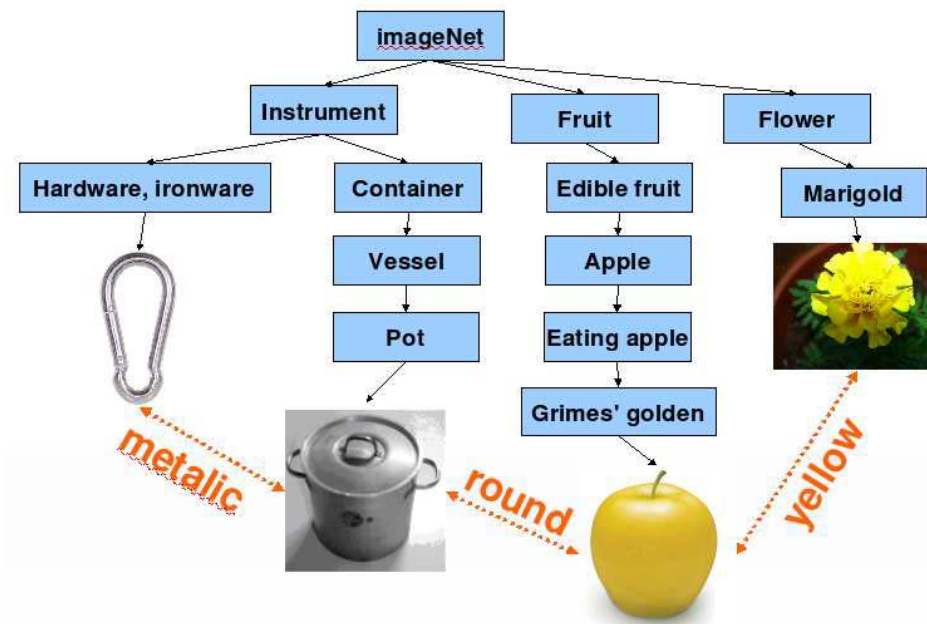 imageNet
Instrument
Fruit
Flower
Hardware, ironware
Container
Edible fruit
Marigold
Vessel
Apple
Pot
Eating apple
Grimes' golden
metalic
round
yellow